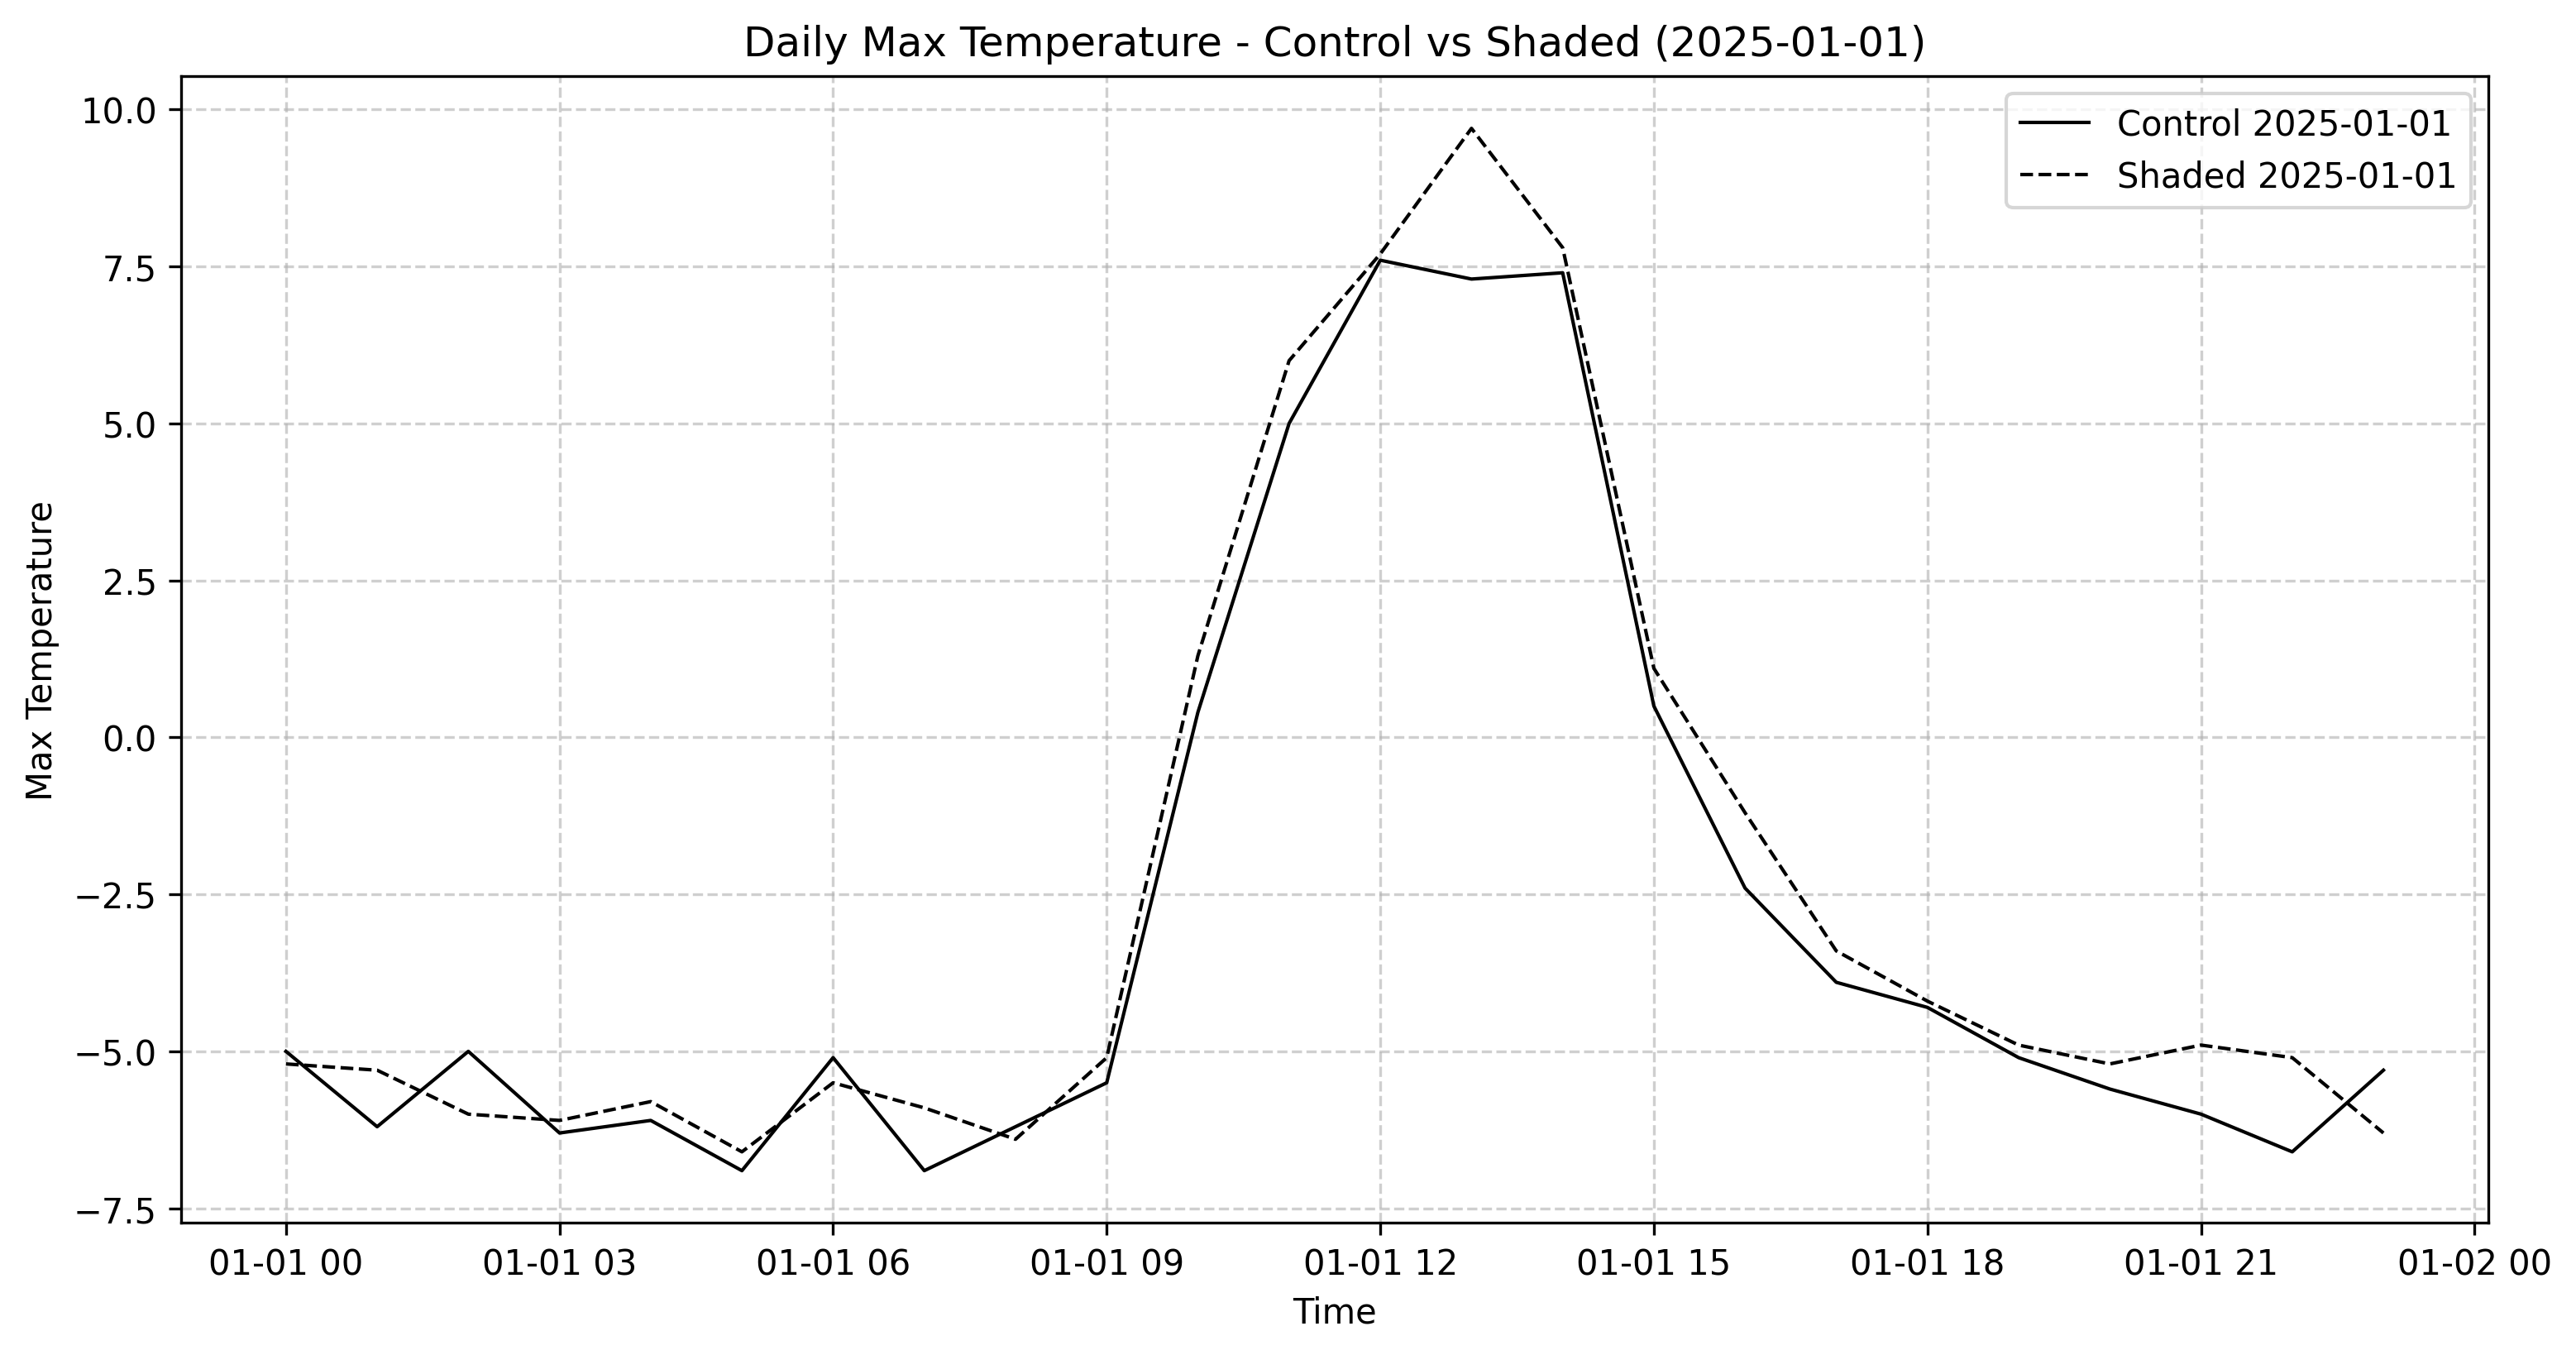 Daily Max Temperature - Control vs Shaded (2025-01-01)
Control 2025-01-01
Shaded 2025-01-01
Max Temperature
10.0
7.5
5.0
2.5
0.0
−2.5
−5.0
−7.5
01-01 00 01-01 03 01-01 06 01-01 09 01-01 12 01-01 15 01-01 18 01-01 21 01-02 00
Time